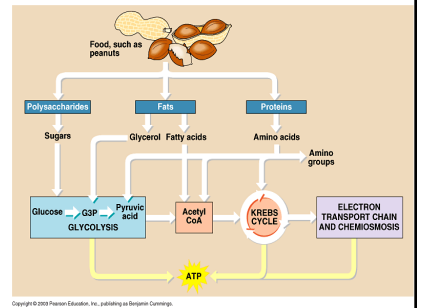 Food, such as
peanuts
Polysaccharides
Fats
Proteins
Sugars
Glycerol
Fatty acids
Amino acids
Amino
groups
Glucose
G3P
Pyruvic
acid
GLYCOLYSIS
Acetyl
CoA
KREBS
CYCLE
ELECTRON
TRANSPORT CHAIN
AND CHEMIOSMOSIS
ATP
Copyright © 2003 Pearson Education, Inc., publishing as Benjamin Cummings.